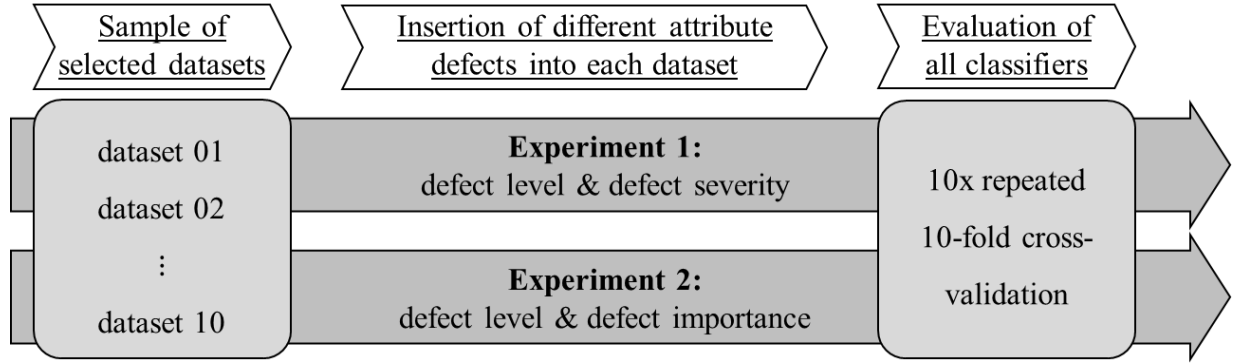 Sample of
selected datasets
Insertion of different attribute
defects into each dataset
Evaluation of
all classifiers
dataset 01
dataset 02
⋮
dataset 10
Experiment 1:
defect level & defect severity
Experiment 2:
defect level & defect importance
10x repeated
10-fold cross-
validation